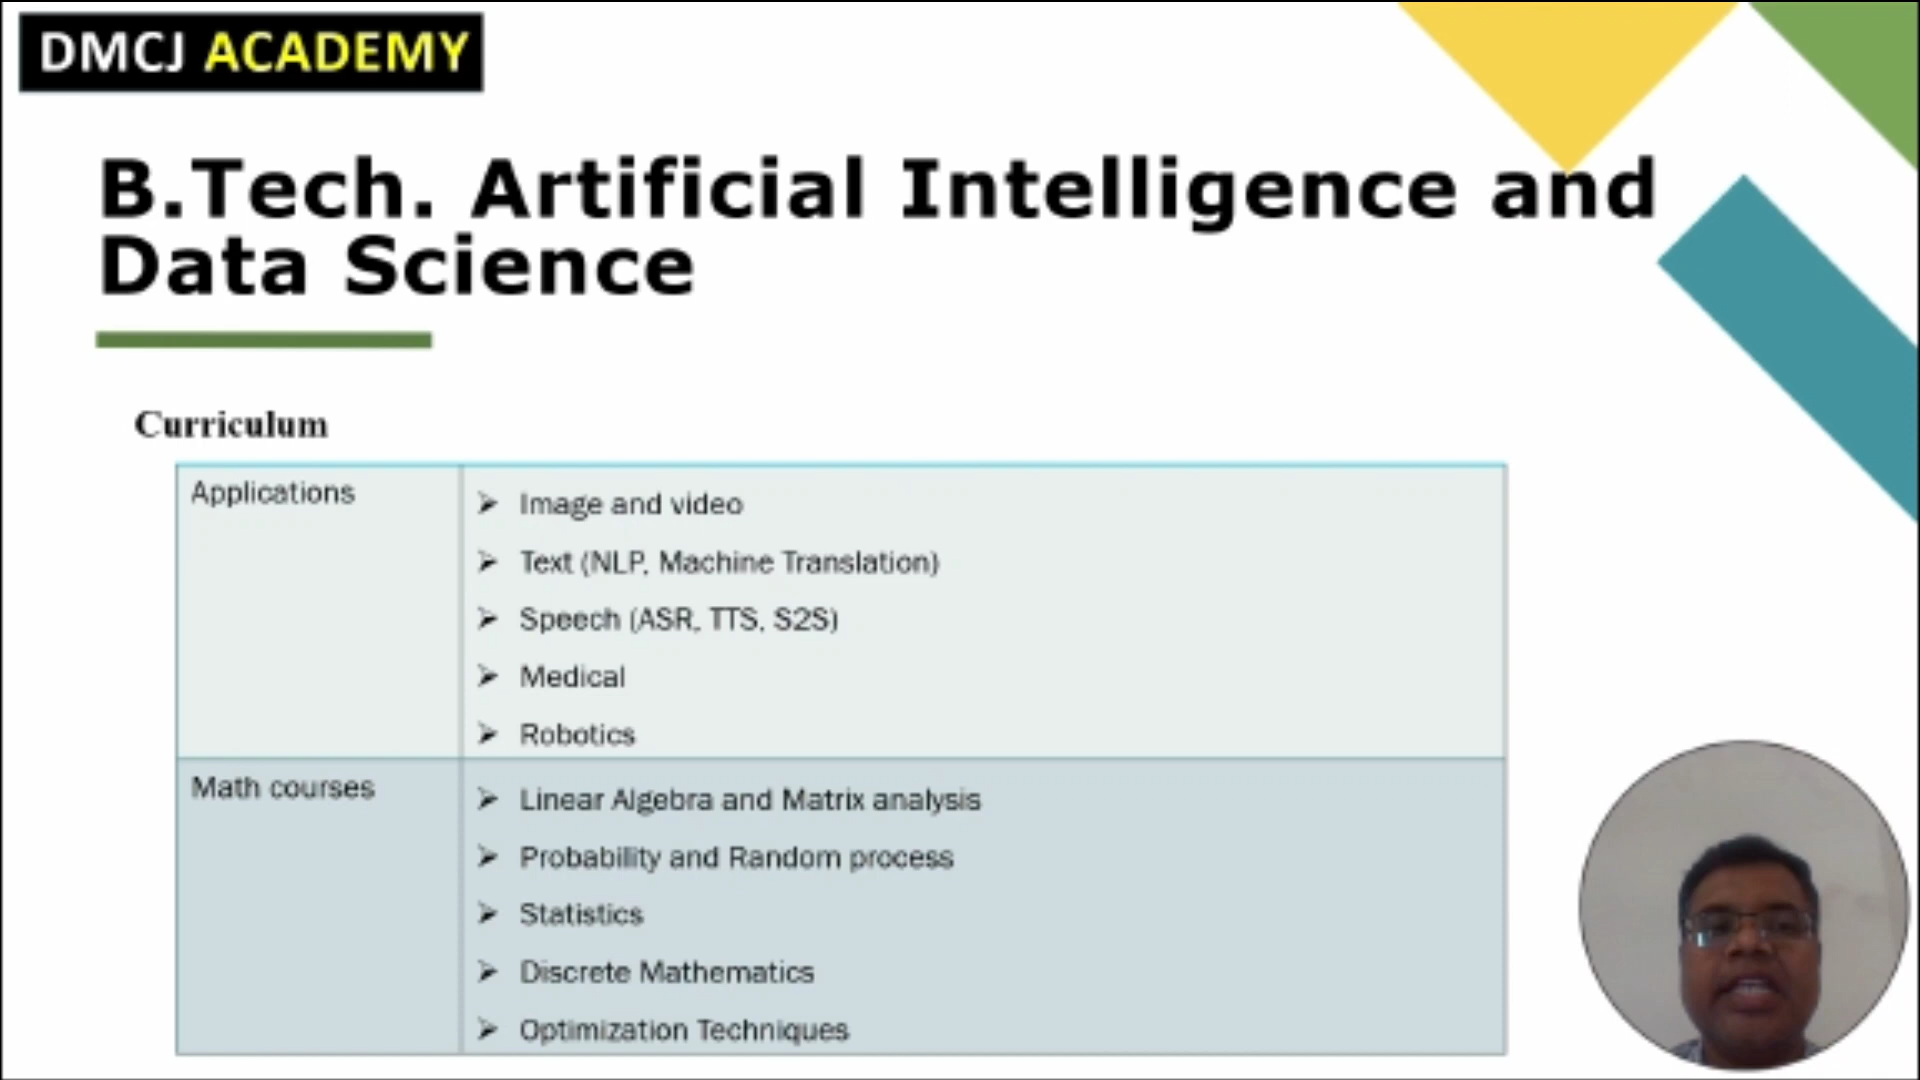 DMCJ ACADEMY
B.Tech. Artificial Intelligence and
Data Science
Curriculum
Applications
➢ Image and video
➢ Text (NLP, Machine Translation)
➢ Speech (ASR, TTS, S2S)
➢ Medical
➢ Robotics
Math courses
➢ Linear Algebra and Matrix analysis
➢ Probability and Random process
➢ Statistics
➢ Discrete Mathematics
➢ Optimization Techniques